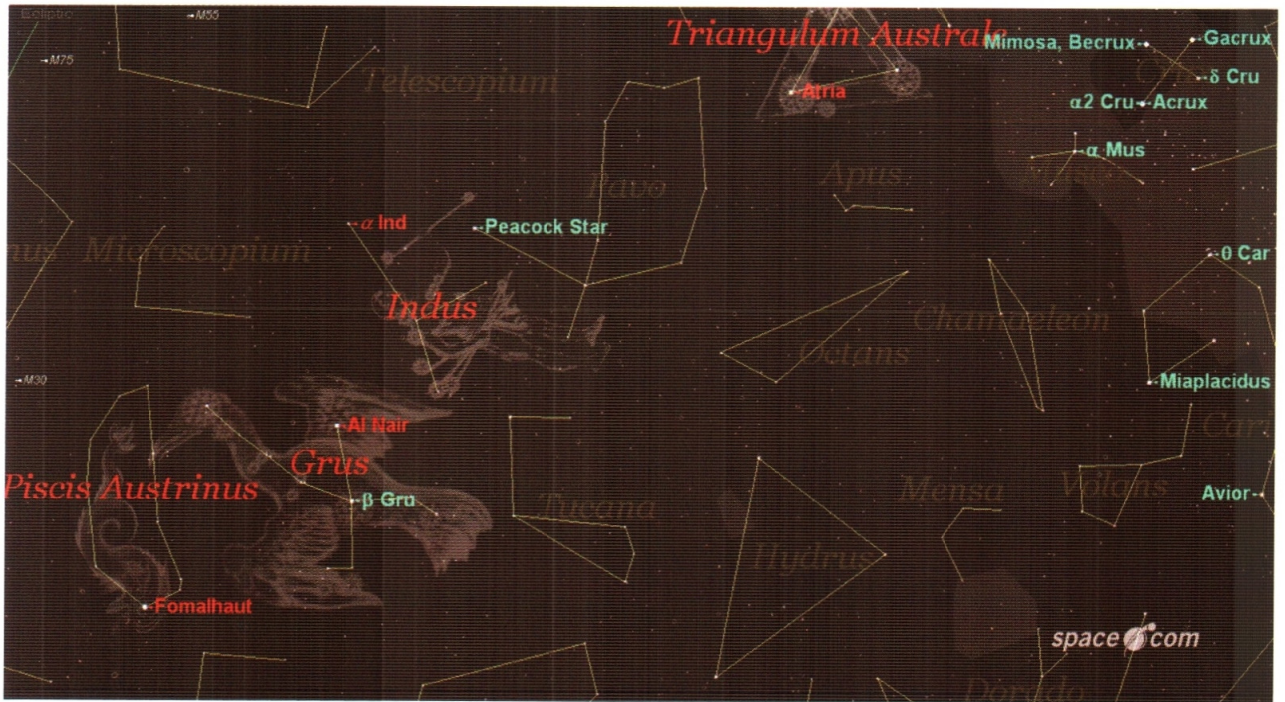 Ecliptic
M55
Triangulum Australe
Mimosa, Becrux
Gacrux
M75
Telescopium
Atria
δ Cru
α2 Cru
Acrux
α Mus
Pavo
Apus
α Ind
Peacock Star
Microscopium
θ Car
Indus
Chamaeleon
Octans
M30
Miaplacidus
Al Nair
Grus
Piscis Austrinus
β Gru
Tucana
Mensa
Volans
Avior
Hydrus
Fomalhaut
space.com
Dorado